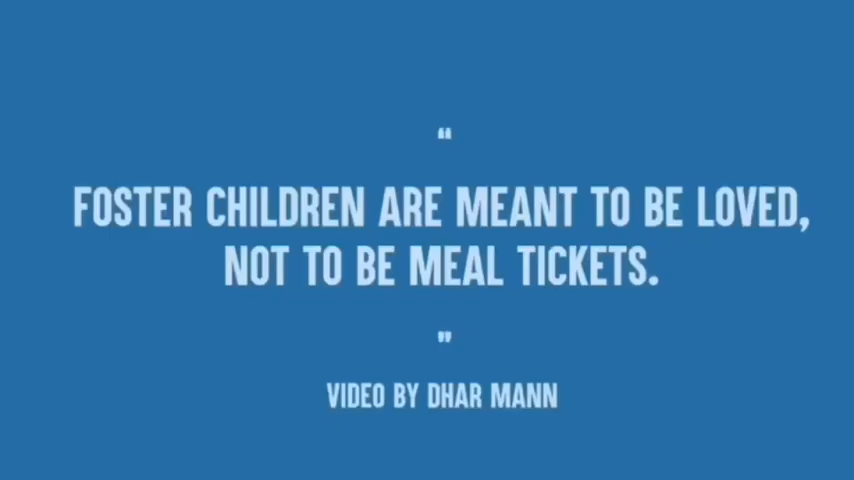 “
FOSTER CHILDREN ARE MEANT TO BE LOVED,
NOT TO BE MEAL TICKETS.
”
VIDEO BY DHAR MANN